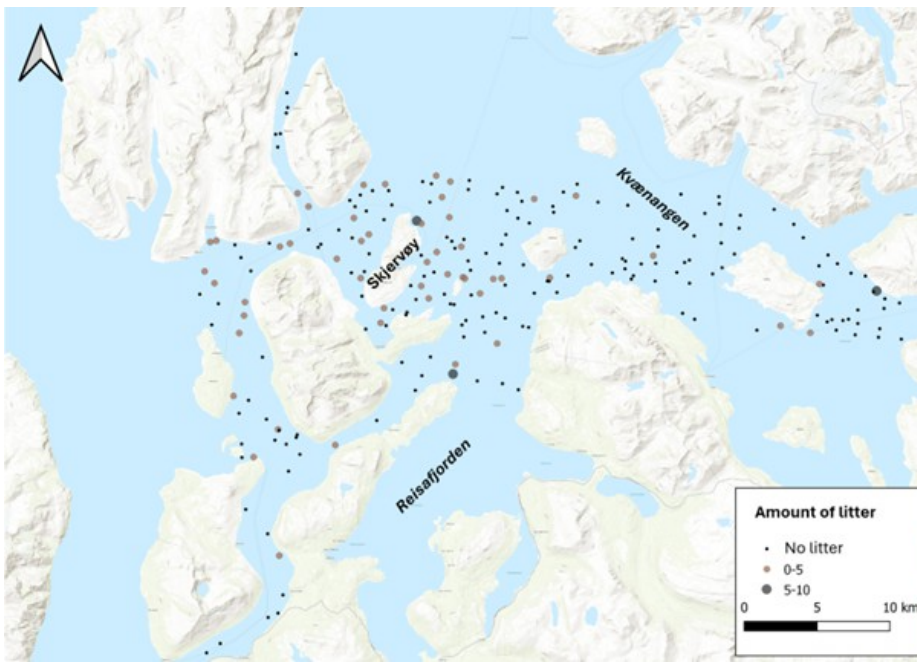 Kvænangen
Skjervøy
Reisafjorden
Amount of litter
No litter
0-5
5-10
0 5 10 km